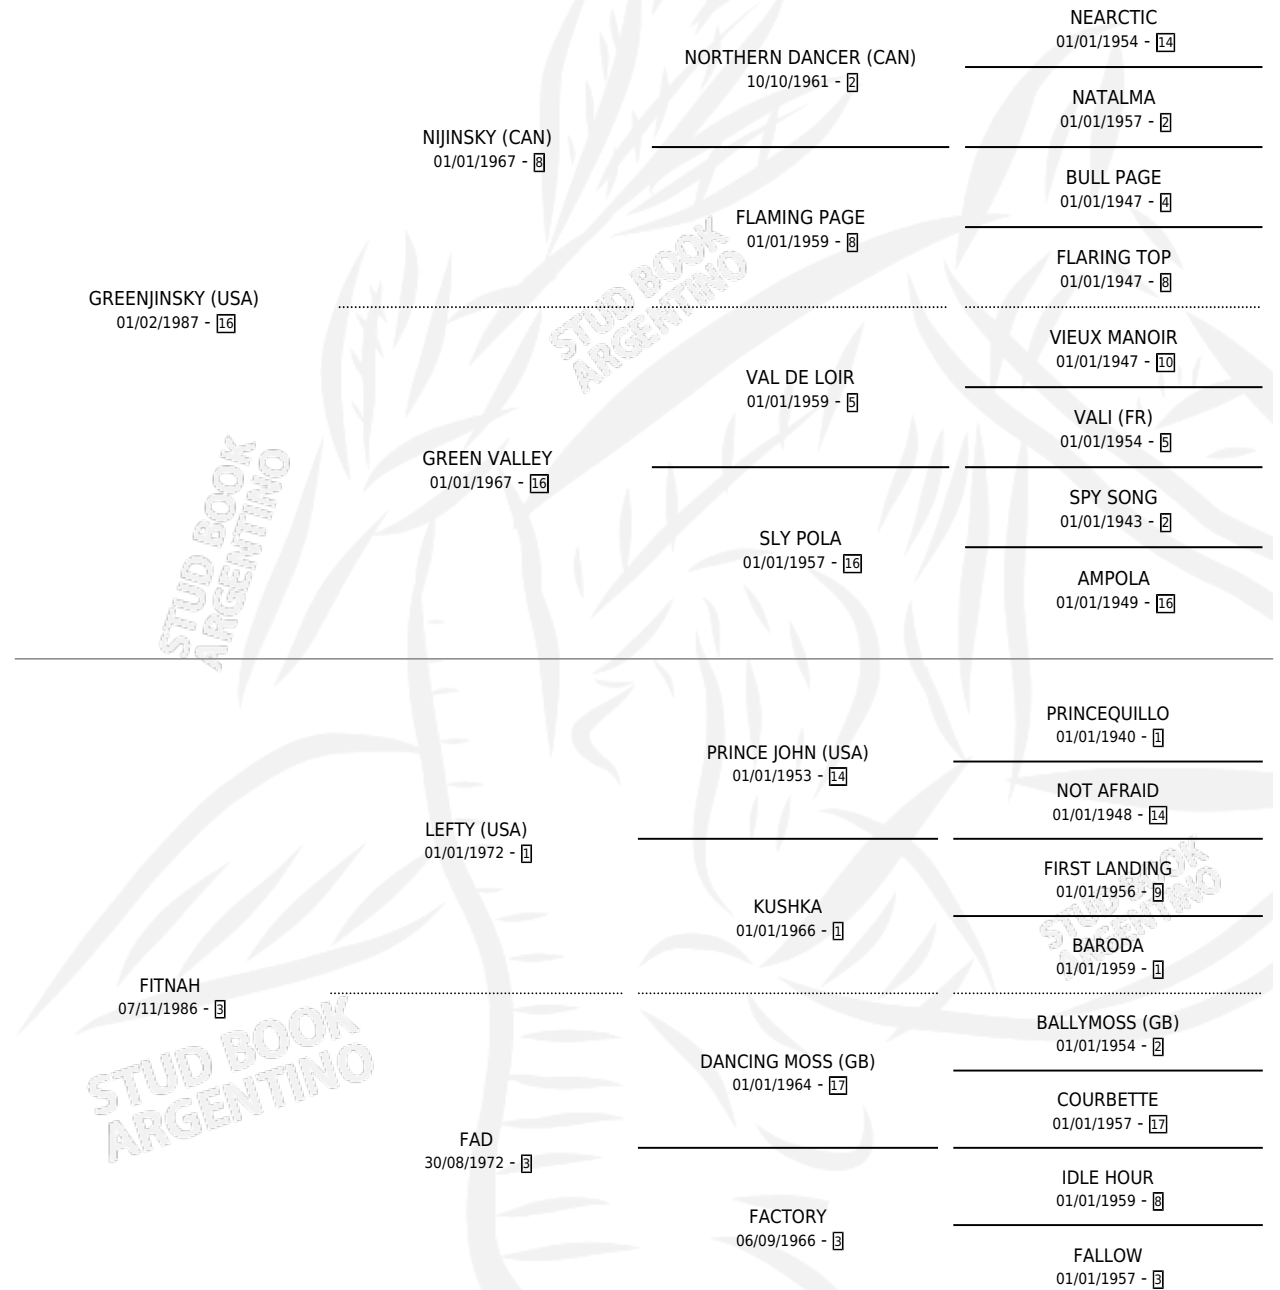 NEARCTIC
01/01/1954 - 14
NORTHERN DANCER (CAN)
10/10/1961 - 2
NATALMA
01/01/1957 - 2
NIJINSKY (CAN)
01/01/1967 - 8
BULL PAGE
01/01/1947 - 4
FLAMING PAGE
01/01/1959 - 8
FLARING TOP
01/01/1947 - 8
GREENJINSKY (USA)
01/02/1987 - 16
VIEUX MANOIR
01/01/1947 - 10
VAL DE LOIR
01/01/1959 - 5
VALI (FR)
01/01/1954 - 5
GREEN VALLEY
01/01/1967 - 16
SPY SONG
01/01/1943 - 2
SLY POLA
01/01/1957 - 16
AMPOLA
01/01/1949 - 16
PRINCEQUILLO
01/01/1940 - 1
PRINCE JOHN (USA)
01/01/1953 - 14
NOT AFRAID
01/01/1948 - 14
LEFTY (USA)
01/01/1972 - 1
FIRST LANDING
01/01/1956 - 9
KUSHKA
01/01/1966 - 1
BARODA
01/01/1959 - 1
FITNAH
07/11/1986 - 3
BALLYMOSS (GB)
01/01/1954 - 2
DANCING MOSS (GB)
01/01/1964 - 17
COURBETTE
01/01/1957 - 17
FAD
30/08/1972 - 3
IDLE HOUR
01/01/1959 - 8
FACTORY
06/09/1966 - 3
FALLOW
01/01/1957 - 3
STUD BOOK
ARGENTINO
STUD BOOK
ARGENTINO
STUD BOOK
ARGENTINO
STUD BOOK
ARGENTINO